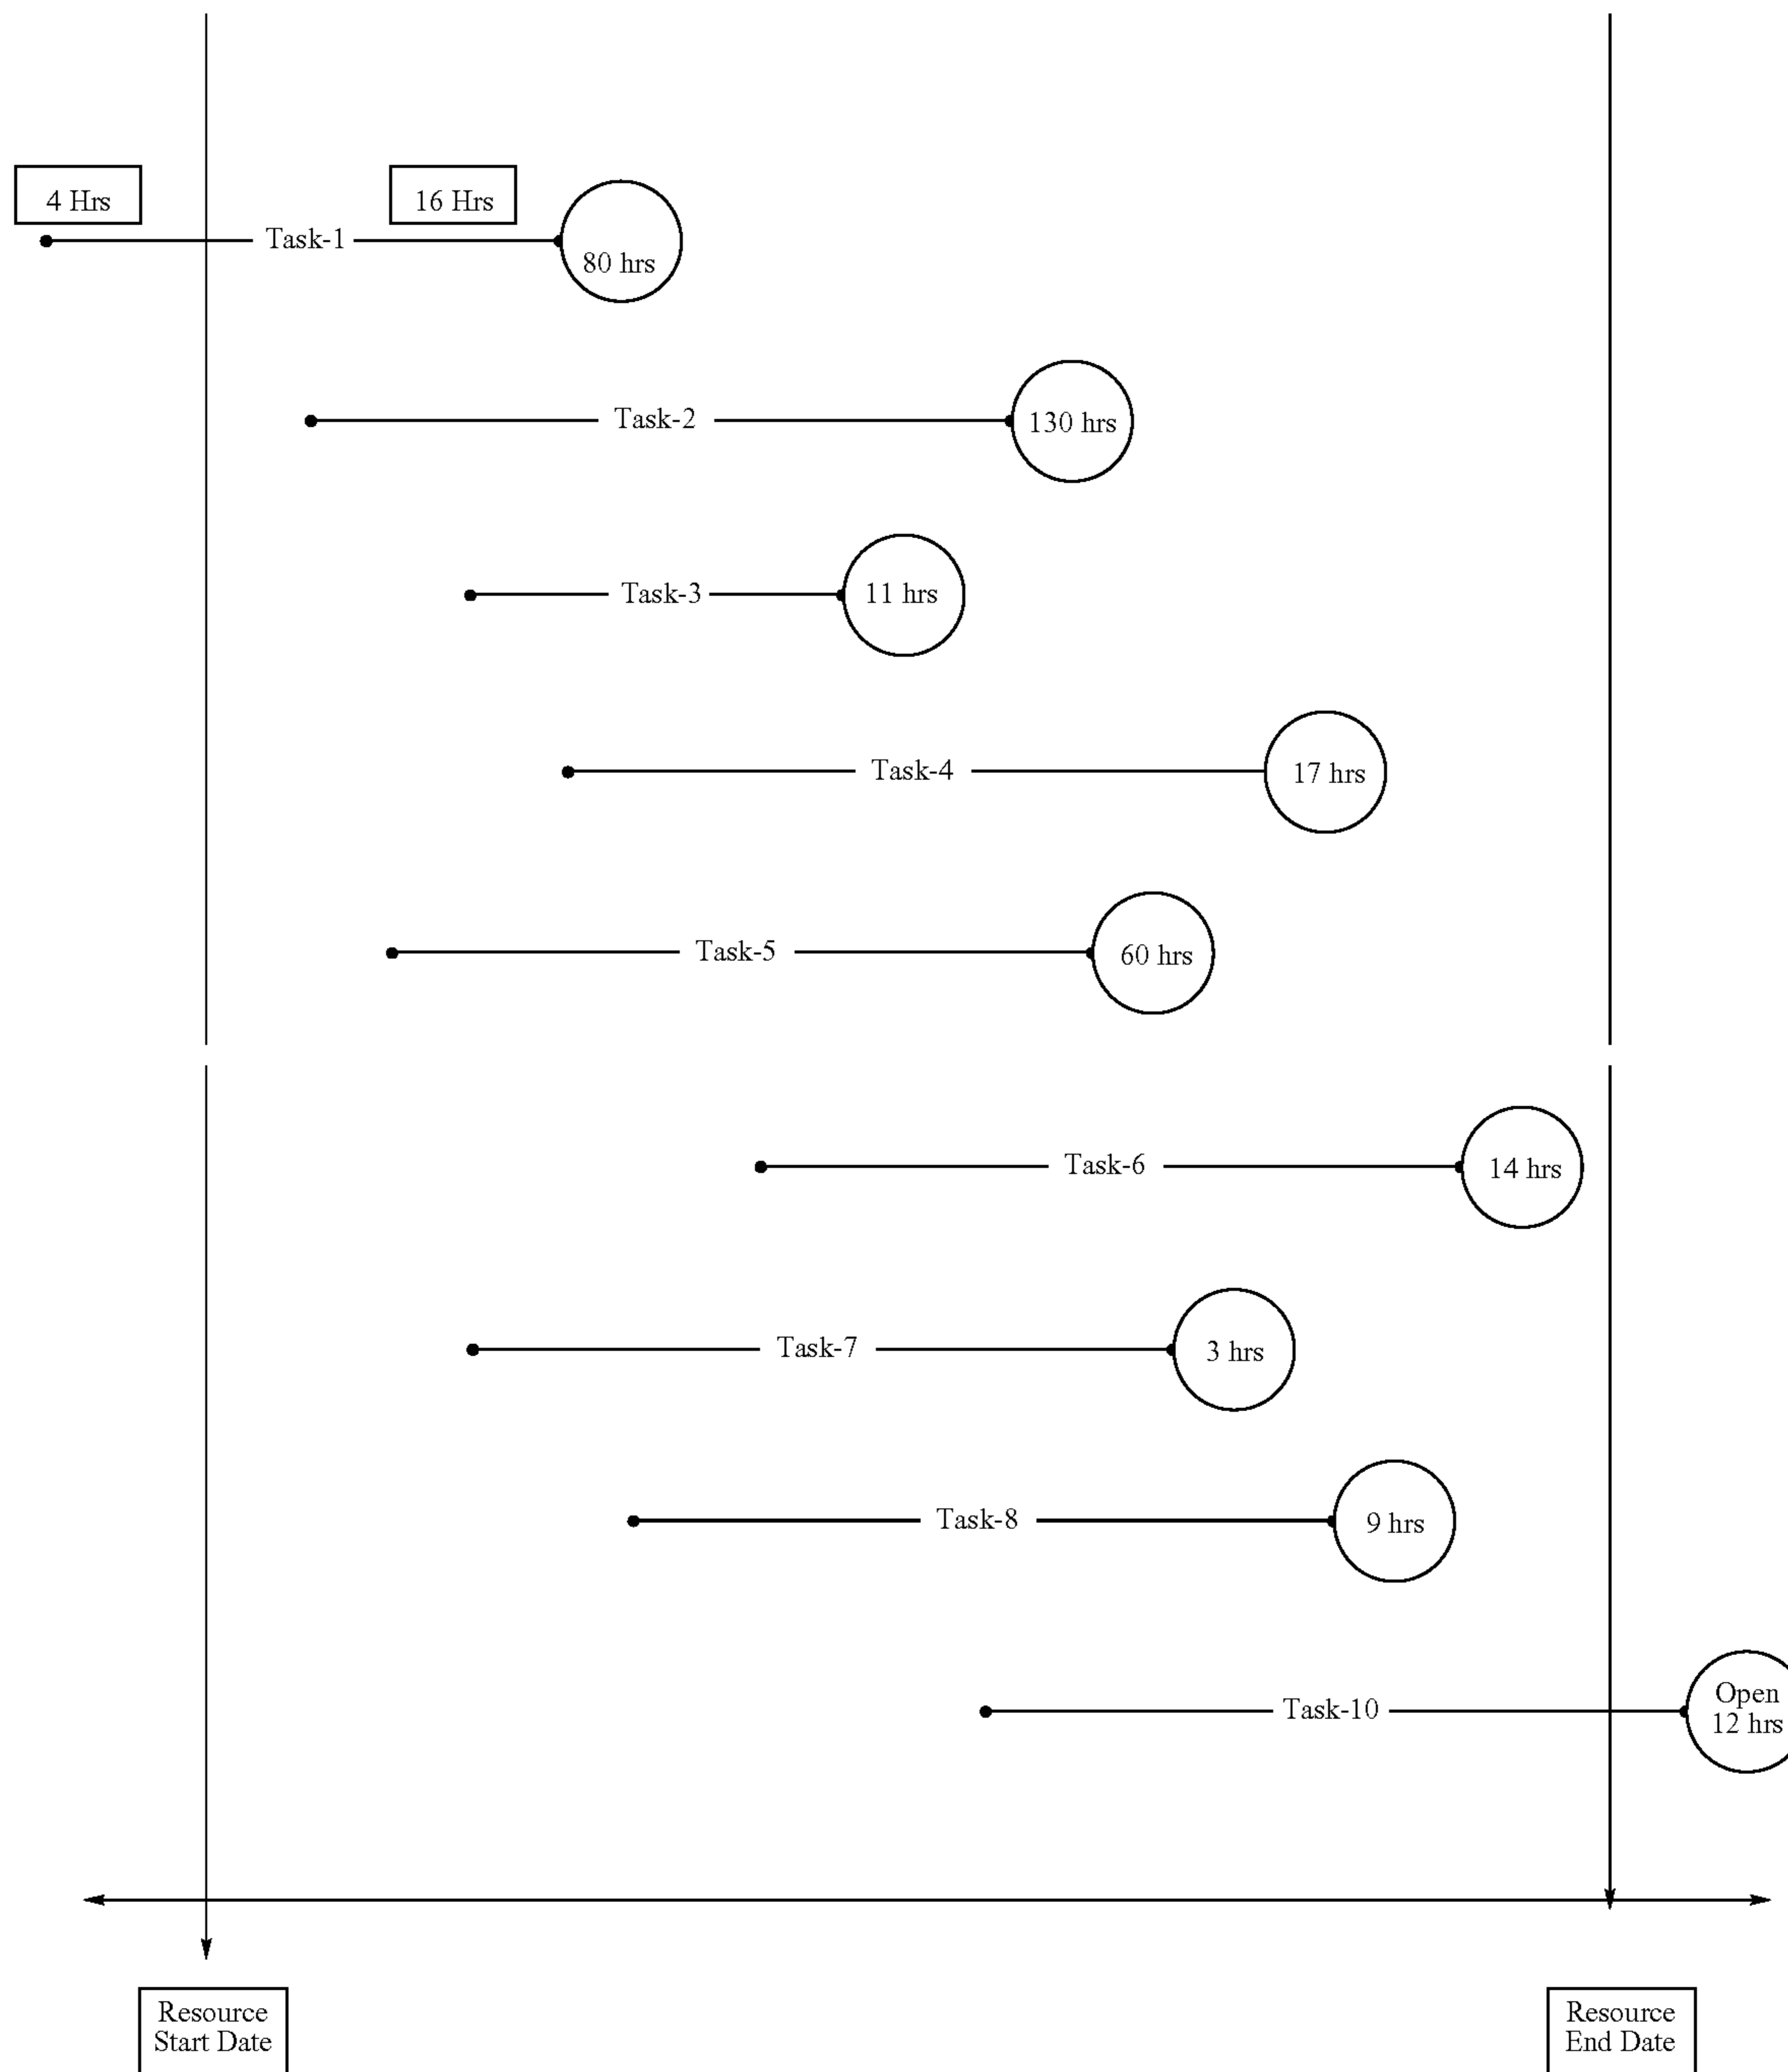 4 Hrs
16 Hrs
Task-1
80 hrs
Task-2
130 hrs
Task-3
11 hrs
Task-4
17 hrs
Task-5
60 hrs
Task-6
14 hrs
Task-7
3 hrs
Task-8
9 hrs
Task-10
Open
12 hrs
Resource
Start Date
Resource
End Date